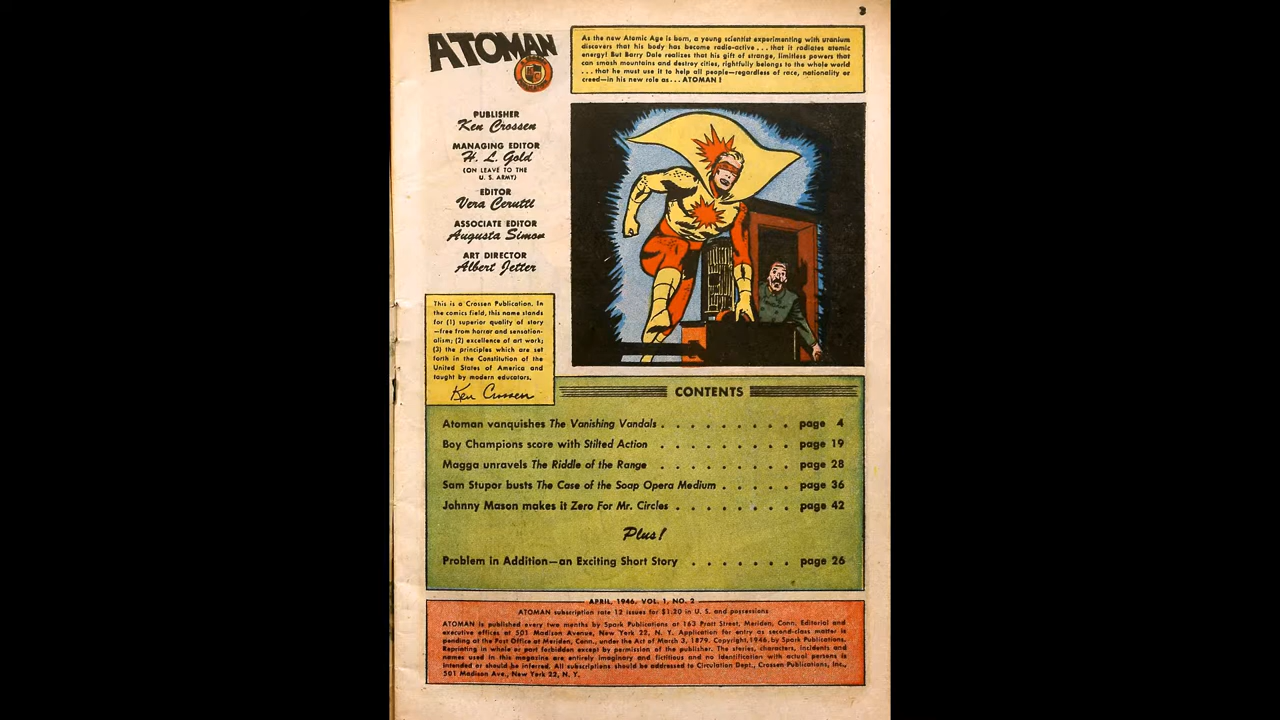 3
ATOMAN
As the new Atomic Age is born, a young scientist experimenting with uranium
discovers that his body has become radio-active . . . that it radiates atomic
energy! But Barry Dale realizes that his gift of strange, limitless powers that
can smash mountains and destroy cities, rightfully belongs to the whole world
. . . that he must use it to help all people—regardless of race, nationality or
creed—in his new role as . . . ATOMAN!
PUBLISHER
Ken Crossen
MANAGING EDITOR
H. L. Gold
(ON LEAVE TO THE
U. S. ARMY)
EDITOR
Vera Cerutti
ASSOCIATE EDITOR
Augusta Simon
ART DIRECTOR
Albert Jetter
This is a Crossen Publication. In
the comics field, this name stands
for (1) superior quality of story
—free from horror and sensation-
alism; (2) excellence of art work;
(3) the principles which are set
forth in the Constitution of the
United States of America and
taught by modern educators.
Ken Crossen
CONTENTS
Atoman vanquishes The Vanishing Vandals . . . . . . . . . page 4
Boy Champions score with Stilted Action . . . . . . . . . page 19
Magga unravels The Riddle of the Range . . . . . . . . . page 28
Sam Stupor busts The Case of the Soap Opera Medium . . . . . page 36
Johnny Mason makes it Zero For Mr. Circles . . . . . . . . page 42
Plus!
Problem in Addition—an Exciting Short Story . . . . . . . page 26
APRIL, 1946, VOL. 1, NO. 2
ATOMAN subscription rate 12 issues for $1.20 in U. S. and possessions
ATOMAN is published every two months by Spark Publications at 163 Pratt Street, Meriden, Conn. Editorial and
executive offices at 501 Madison Avenue, New York 22, N. Y. Application for entry as second-class matter is
pending at the Post Office at Meriden, Conn., under the Act of March 3, 1879. Copyright, 1946, by Spark Publications.
Reprinting in whole or part forbidden except by permission of the publisher. The stories, characters, incidents and
names used in this magazine are entirely imaginary and fictitious and no identification with actual persons is
intended or should be inferred. All subscriptions should be addressed to Circulation Dept., Crossen Publications, Inc.,
501 Madison Ave., New York 22, N. Y.